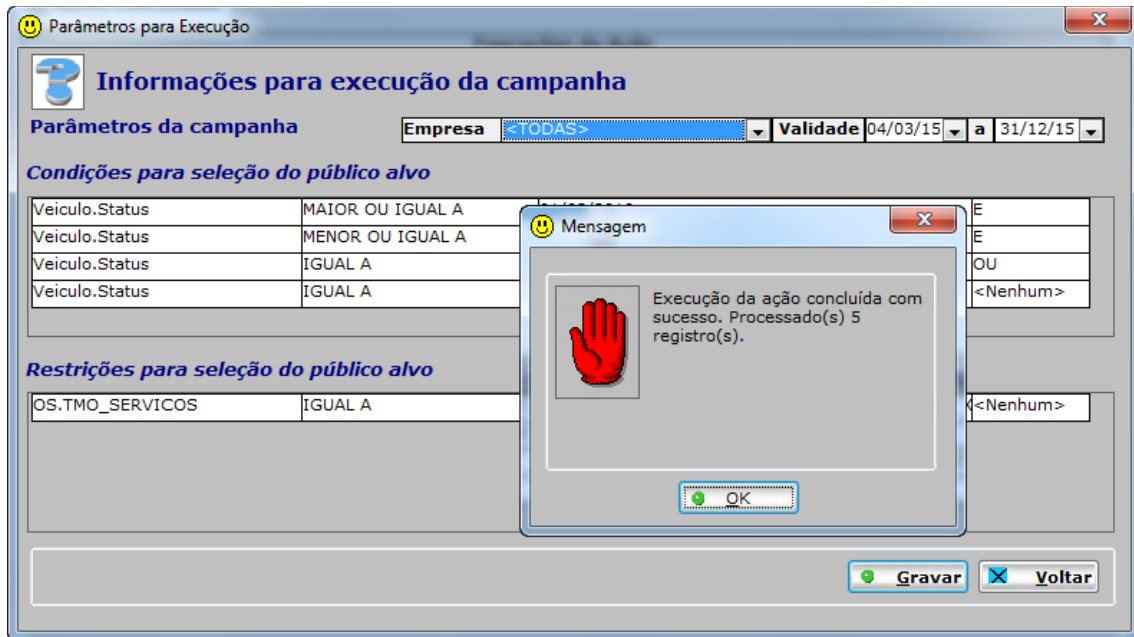 Parâmetros para Execução
Informações para execução da campanha
Parâmetros da campanha Empresa <TODAS> Validade 04/03/15 a 31/12/15
Condições para seleção do público alvo
Veiculo.Status MAIOR OU IGUAL A E
Veiculo.Status MENOR OU IGUAL A E
Veiculo.Status IGUAL A OU
Veiculo.Status IGUAL A <Nenhum>
Restrições para seleção do público alvo
OS.TMO_SERVICOS IGUAL A <Nenhum>
Mensagem
Execução da ação concluída com
sucesso. Processado(s) 5
registro(s).
OK
Gravar Voltar